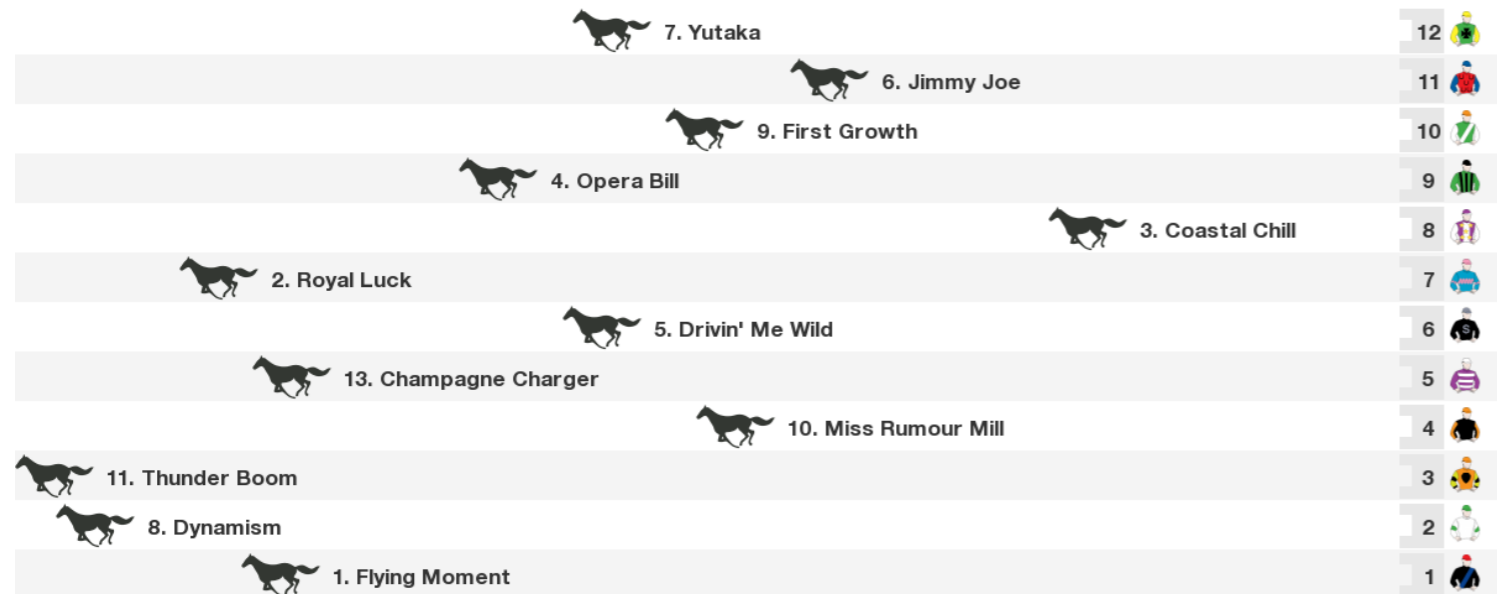 7. Yutaka 12
6. Jimmy Joe 11
9. First Growth 10
4. Opera Bill 9
3. Coastal Chill 8
2. Royal Luck 7
5. Drivin' Me Wild 6 S
13. Champagne Charger 5
10. Miss Rumour Mill 4
11. Thunder Boom 3
8. Dynamism 2
1. Flying Moment 1